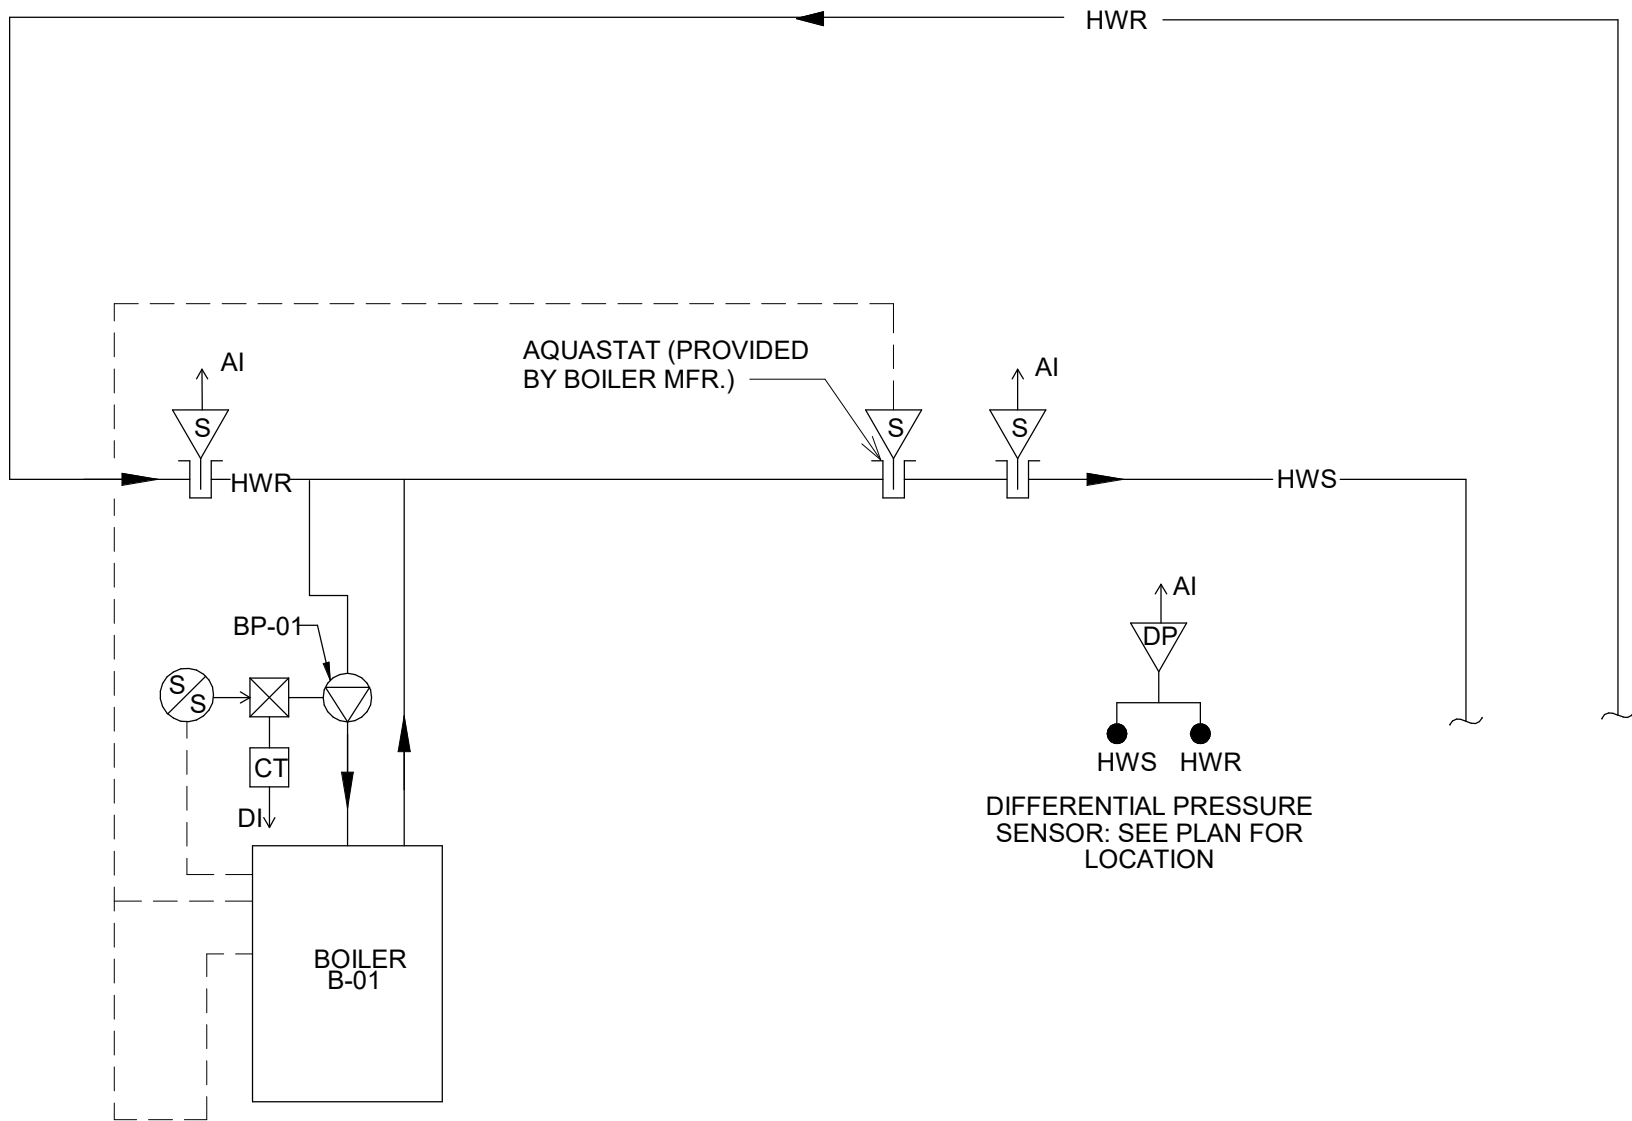 HWR
AQUASTAT (PROVIDED
BY BOILER MFR.)
AI
AI
S
S
S
HWR
HWS
AI
DP
BP-01
S
S
CT
DI
HWS
HWR
DIFFERENTIAL PRESSURE
SENSOR: SEE PLAN FOR
LOCATION
BOILER
B-01